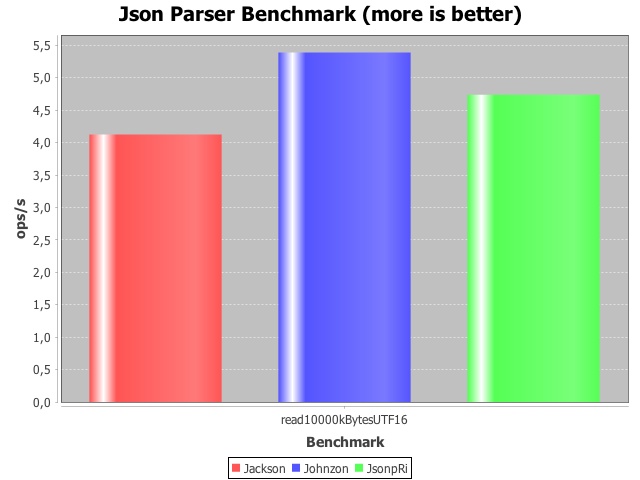 Json Parser Benchmark (more is better)
5,5
5,0
4,5
4,0
3,5
3,0
2,5
2,0
1,5
1,0
0,5
0,0
ops/s
read10000kBytesUTF16
Benchmark
Jackson Johnzon JsonpRi